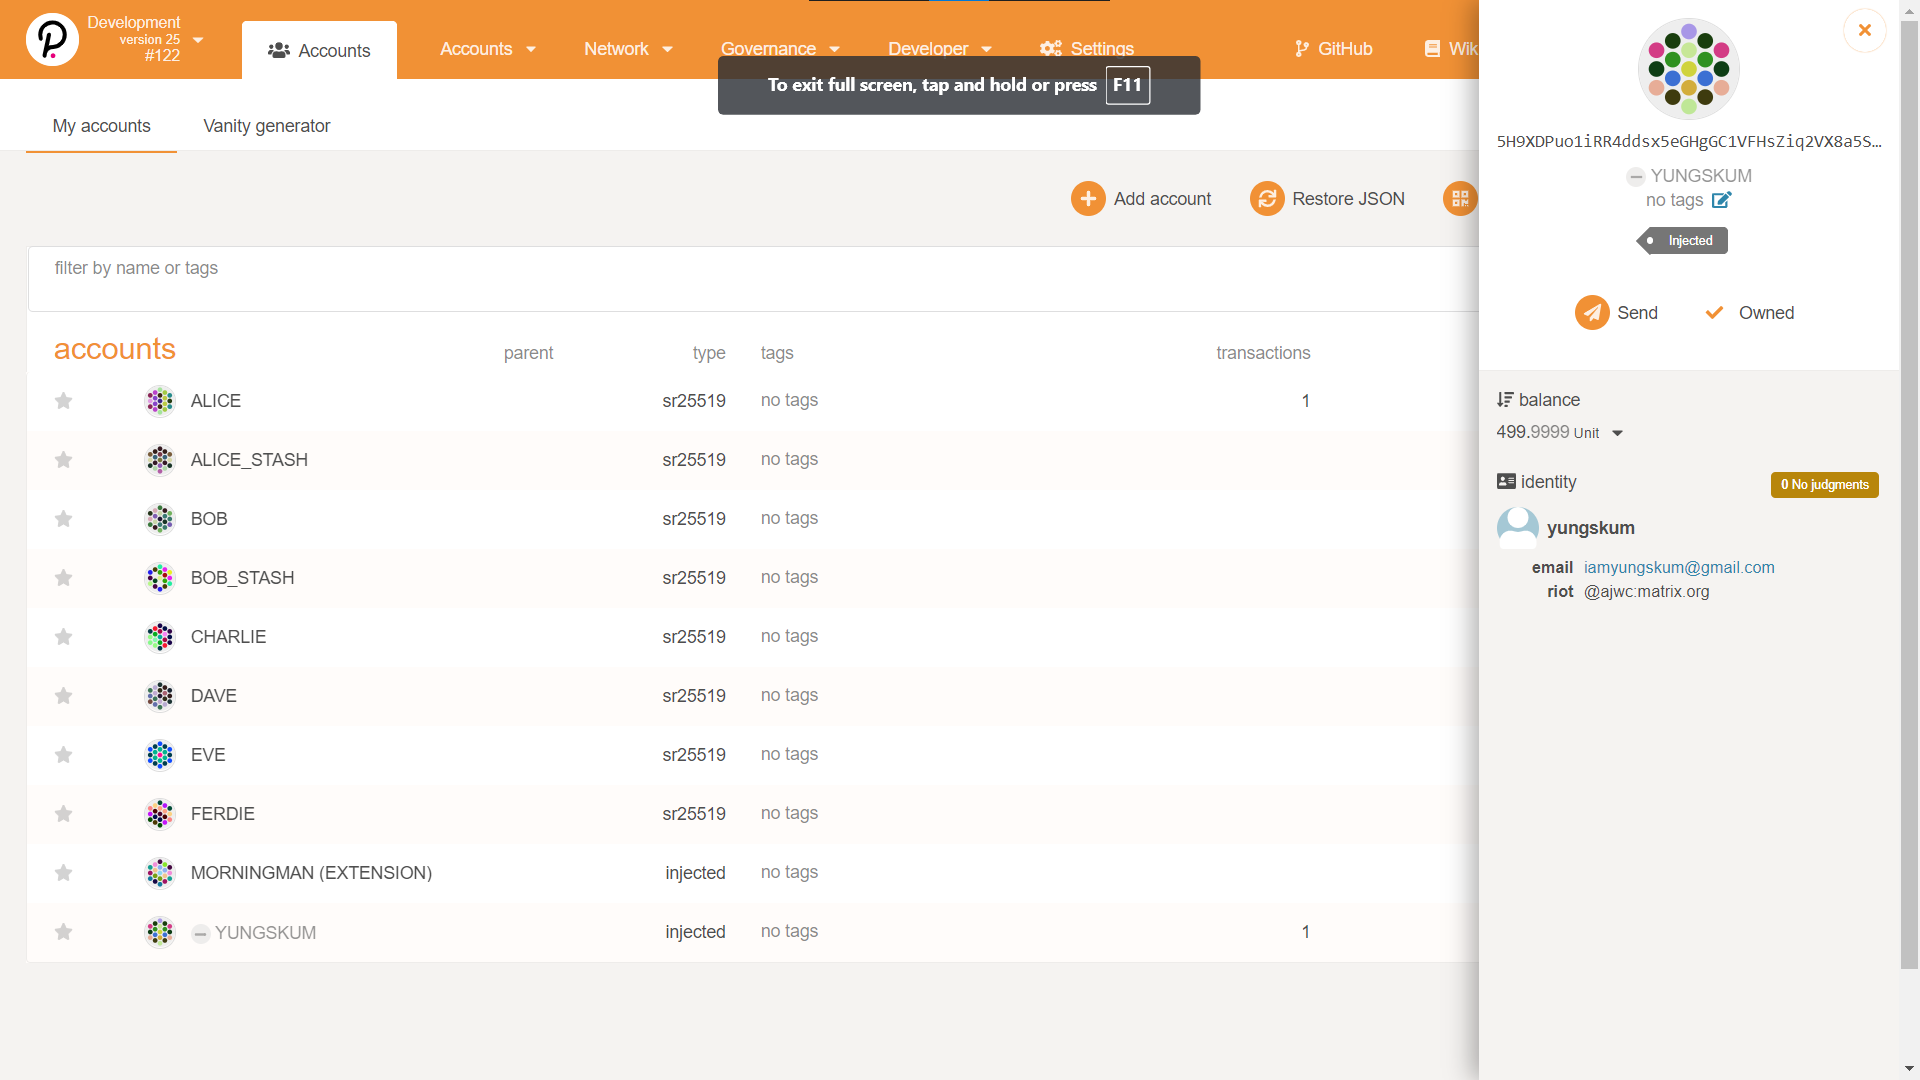 Development
version 25
#122
Accounts
Accounts
Network
Governance
Developer
Settings
GitHub
Wik
To exit full screen, tap and hold or press F11
My accounts
Vanity generator
Add account
Restore JSON
filter by name or tags
accounts parent type tags transactions
ALICE sr25519 no tags 1
ALICE_STASH sr25519 no tags
BOB sr25519 no tags
BOB_STASH sr25519 no tags
CHARLIE sr25519 no tags
DAVE sr25519 no tags
EVE sr25519 no tags
FERDIE sr25519 no tags
MORNINGMAN (EXTENSION) injected no tags
YUNGSKUM injected no tags 1
5H9XDPuo1iRR4ddsx5eGHgGC1VFHsZiq2VX8a5S…
YUNGSKUM
no tags
Injected
Send
Owned
balance
499.9999 Unit
identity
0 No judgments
yungskum
email iamyungskum@gmail.com
riot @ajwc:matrix.org